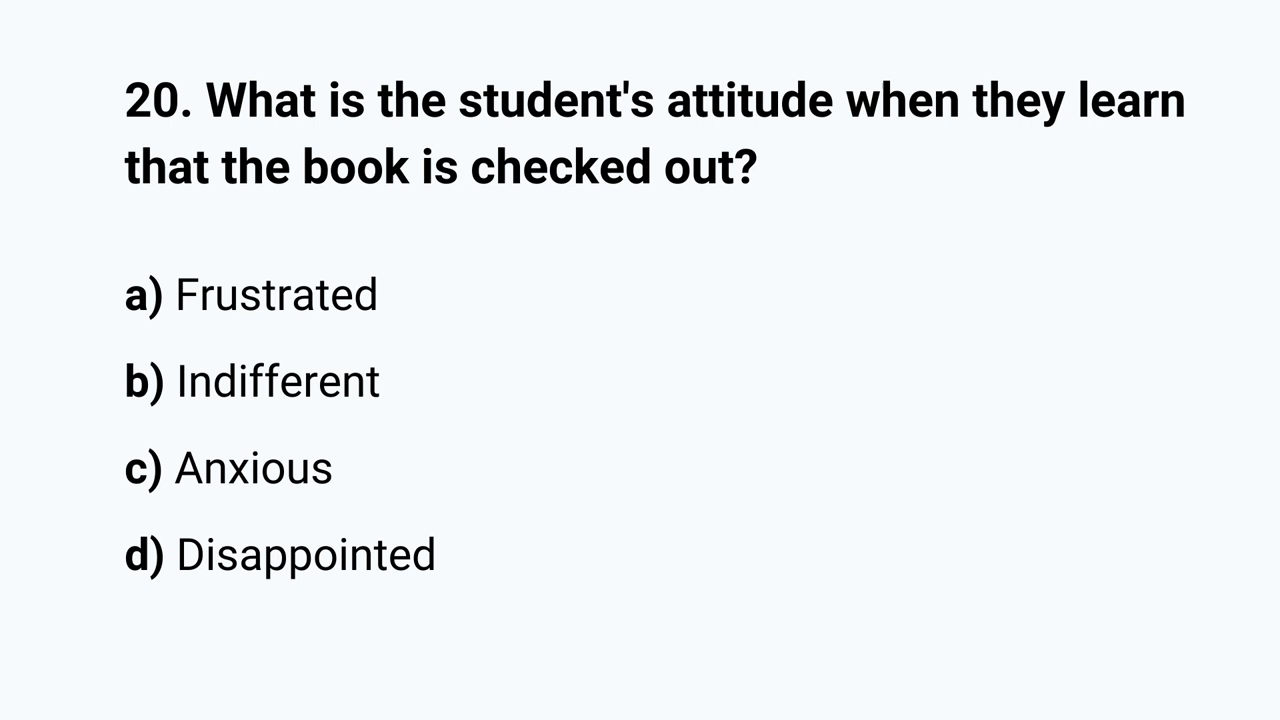 20. What is the student's attitude when they learn
that the book is checked out?
a) Frustrated
b) Indifferent
c) Anxious
d) Disappointed